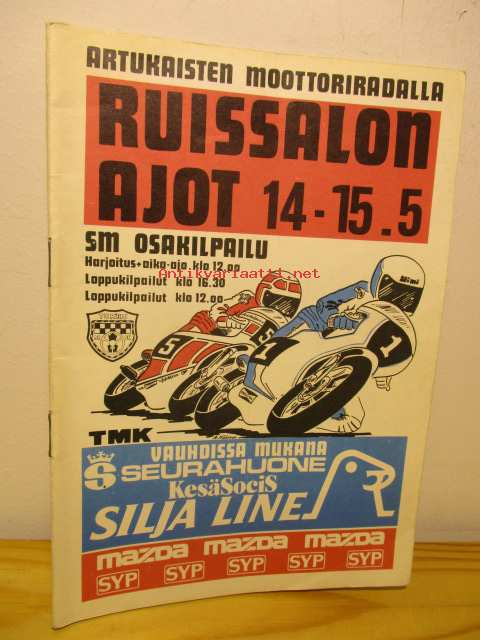 ARTUKAISTEN MOOTTORIRADALLA
RUISSALON
AJOT 14-15.5
SM OSAKILPAILU
Harjoitus+aika-ajo klo 12.00
Loppukilpailut klo 16.30
Loppukilpailut klo 12.00
Antikvariaatti.net
5
1
1
TMK
VAUHDISSA MUKANA
S SEURAHUONE
KesäSociS
SILJA LINE
mazda mazda mazda
SYP SYP SYP SYP SYP